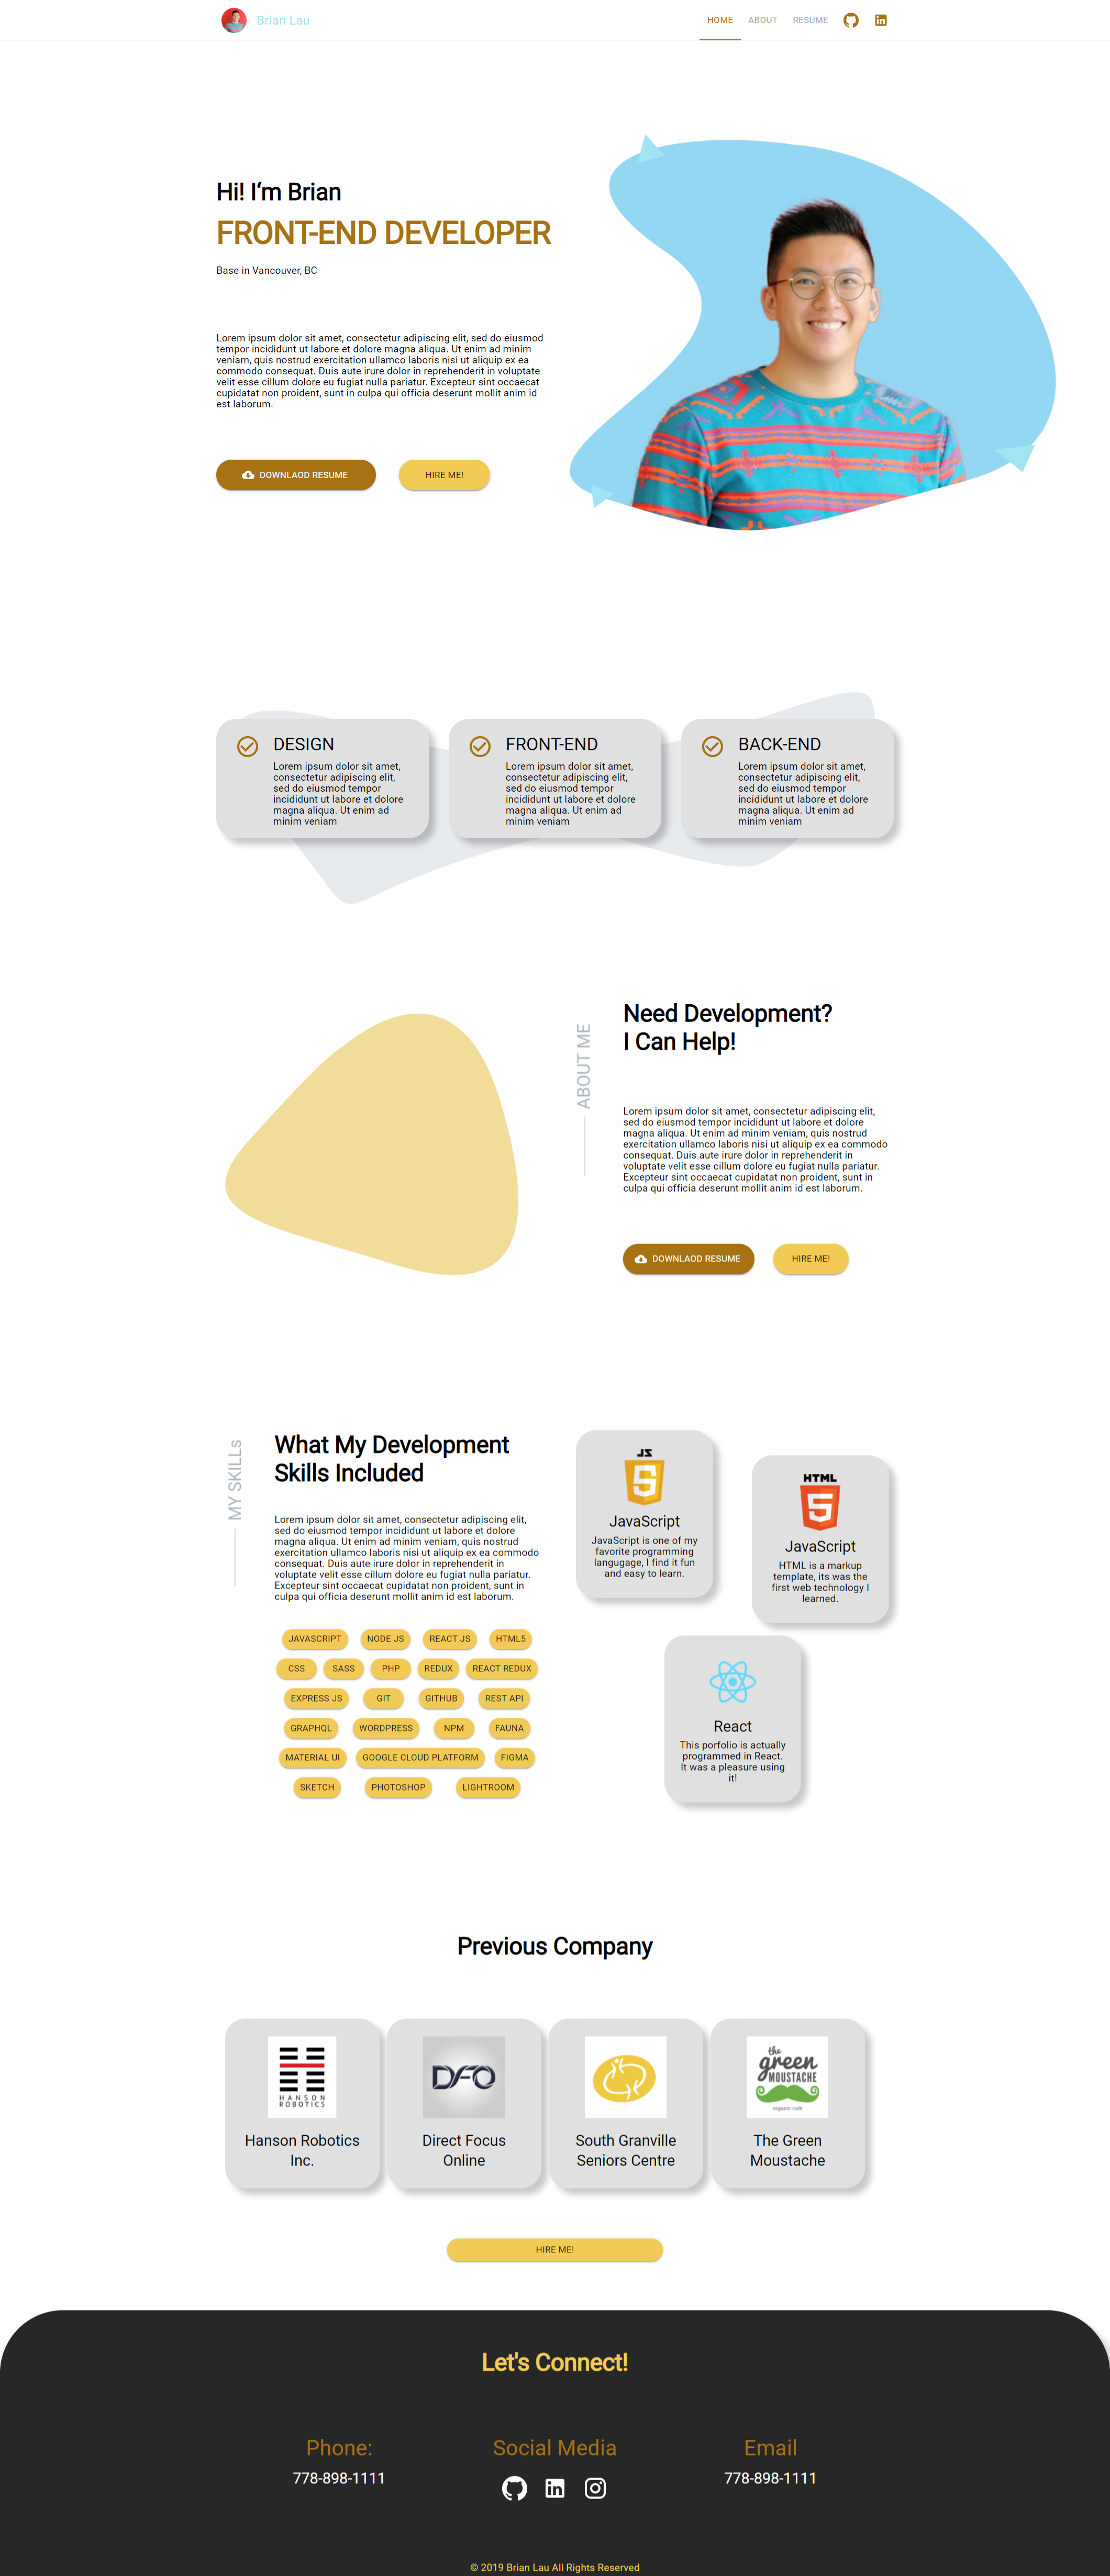 Brian Lau
HOME ABOUT RESUME
Hi! I‘m Brian
FRONT-END DEVELOPER
Base in Vancouver, BC
Lorem ipsum dolor sit amet, consectetur adipiscing elit, sed do eiusmod
tempor incididunt ut labore et dolore magna aliqua. Ut enim ad minim
veniam, quis nostrud exercitation ullamco laboris nisi ut aliquip ex ea
commodo consequat. Duis aute irure dolor in reprehenderit in voluptate
velit esse cillum dolore eu fugiat nulla pariatur. Excepteur sint occaecat
cupidatat non proident, sunt in culpa qui officia deserunt mollit anim id
est laborum.
DOWNLAOD RESUME
HIRE ME!
DESIGN
Lorem ipsum dolor sit amet,
consectetur adipiscing elit,
sed do eiusmod tempor
incididunt ut labore et dolore
magna aliqua. Ut enim ad
minim veniam
FRONT-END
Lorem ipsum dolor sit amet,
consectetur adipiscing elit,
sed do eiusmod tempor
incididunt ut labore et dolore
magna aliqua. Ut enim ad
minim veniam
BACK-END
Lorem ipsum dolor sit amet,
consectetur adipiscing elit,
sed do eiusmod tempor
incididunt ut labore et dolore
magna aliqua. Ut enim ad
minim veniam
ABOUT ME
Need Development?
I Can Help!
Lorem ipsum dolor sit amet, consectetur adipiscing elit,
sed do eiusmod tempor incididunt ut labore et dolore
magna aliqua. Ut enim ad minim veniam, quis nostrud
exercitation ullamco laboris nisi ut aliquip ex ea commodo
consequat. Duis aute irure dolor in reprehenderit in
voluptate velit esse cillum dolore eu fugiat nulla pariatur.
Excepteur sint occaecat cupidatat non proident, sunt in
culpa qui officia deserunt mollit anim id est laborum.
DOWNLAOD RESUME
HIRE ME!
MY SKILLs
What My Development
Skills Included
Lorem ipsum dolor sit amet, consectetur adipiscing elit,
sed do eiusmod tempor incididunt ut labore et dolore
magna aliqua. Ut enim ad minim veniam, quis nostrud
exercitation ullamco laboris nisi ut aliquip ex ea commodo
consequat. Duis aute irure dolor in reprehenderit in
voluptate velit esse cillum dolore eu fugiat nulla pariatur.
Excepteur sint occaecat cupidatat non proident, sunt in
culpa qui officia deserunt mollit anim id est laborum.
JAVASCRIPT NODE JS REACT JS HTML5
CSS SASS PHP REDUX REACT REDUX
EXPRESS JS GIT GITHUB REST API
GRAPHQL WORDPRESS NPM FAUNA
MATERIAL UI GOOGLE CLOUD PLATFORM FIGMA
SKETCH PHOTOSHOP LIGHTROOM
JS
5
JavaScript
JavaScript is one of my
favorite programming
langugage, I find it fun
and easy to learn.
HTML
5
JavaScript
HTML is a markup
template, its was the
first web technology I
learned.
React
This porfolio is actually
programmed in React.
It was a pleasure using
it!
Previous Company
HANSON
ROBOTICS
Hanson Robotics
Inc.
DFO
Direct Focus
Online
South Granville
Seniors Centre
the
green
MOUSTACHE
organic café
The Green
Moustache
HIRE ME!
Let's Connect!
Phone:
778-898-1111
Social Media
in
Email
778-898-1111
© 2019 Brian Lau All Rights Reserved